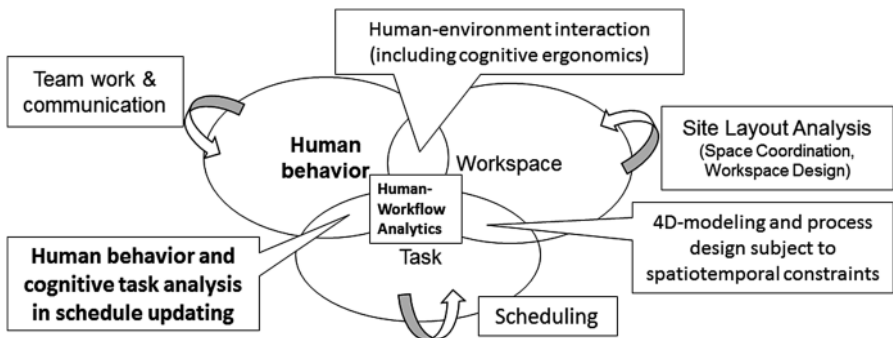 Human-environment interaction
(including cognitive ergonomics)
Team work &
communication
Human
behavior
Workspace
Site Layout Analysis
(Space Coordination,
Workspace Design)
Human-
Workflow
Analytics
Human behavior and
cognitive task analysis
in schedule updating
Task
4D-modeling and process
design subject to
spatiotemporal constraints
Scheduling